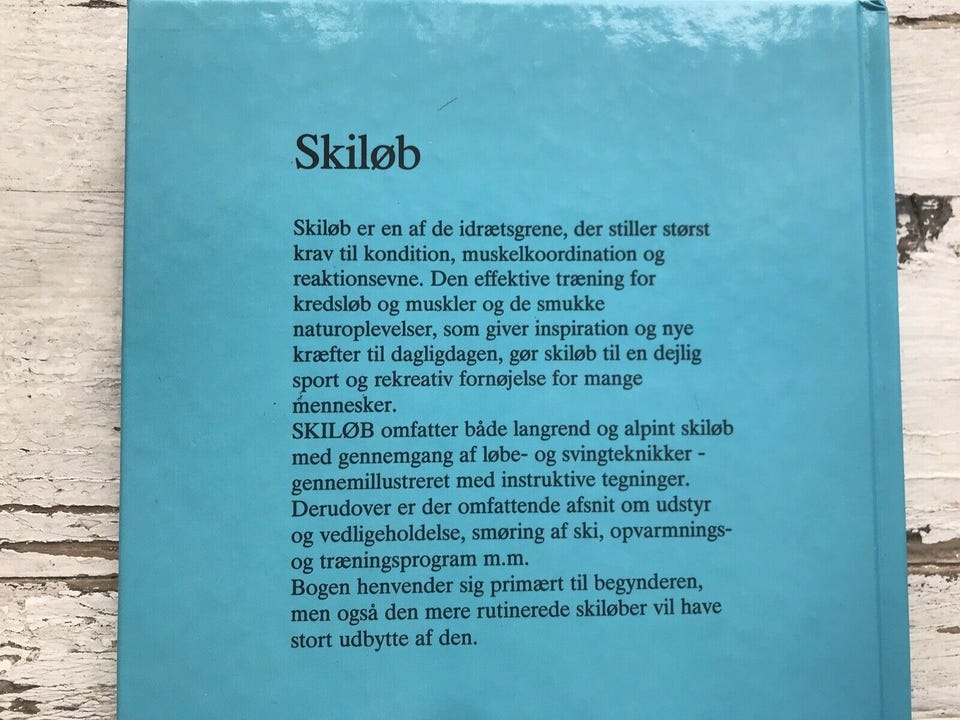 Skiløb
Skiløb er en af de idrætsgrene, der stiller størst
krav til kondition, muskelkoordination og
reaktionsevne. Den effektive træning for
kredsløb og muskler og de smukke
naturoplevelser, som giver inspiration og nye
kræfter til dagligdagen, gør skiløb til en dejlig
sport og rekreativ fornøjelse for mange
mennesker.
SKILØB omfatter både langrend og alpint skiløb
med gennemgang af løbe- og svingteknikker -
gennemillustreret med instruktive tegninger.
Derudover er der omfattende afsnit om udstyr
og vedligeholdelse, smøring af ski, opvarmnings-
og træningsprogram m.m.
Bogen henvender sig primært til begynderen,
men også den mere rutinerede skiløber vil have
stort udbytte af den.